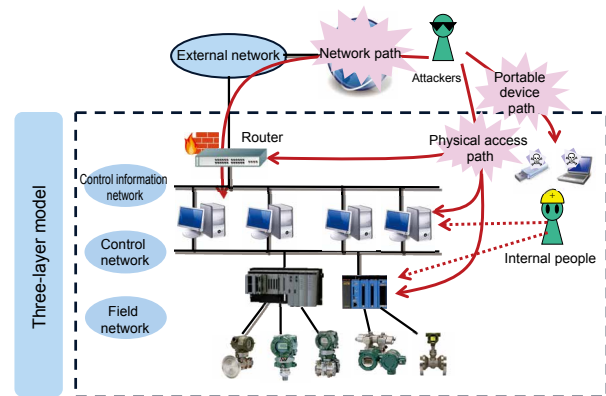 External network
Network path
Attackers
Portable
device
path
Router
Physical access
path
Control information
network
Control
network
Internal people
Field
network
Three-layer model